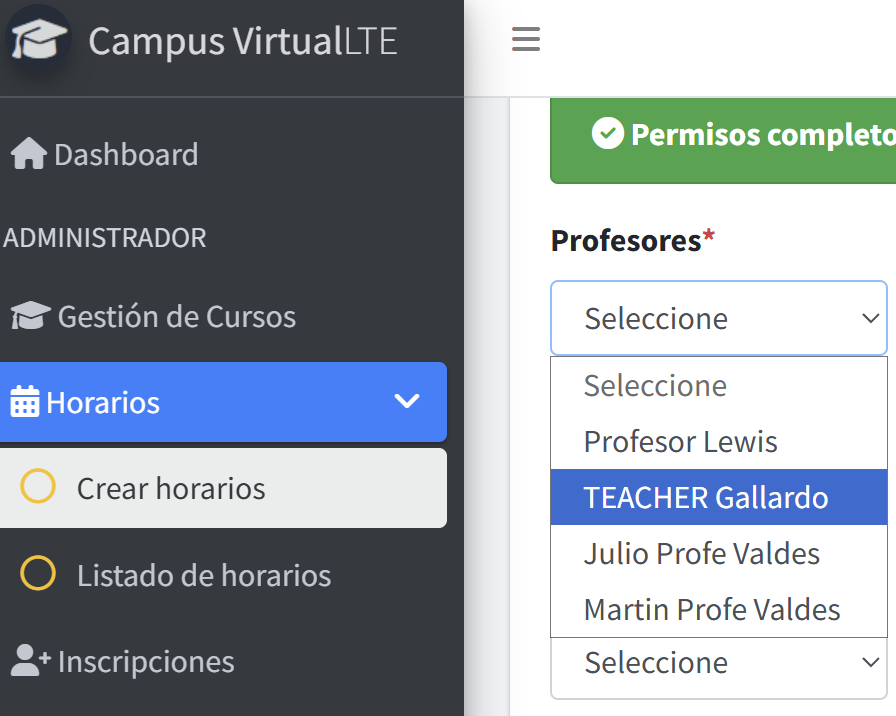 Campus VirtualLTE
Dashboard
ADMINISTRADOR
Gestión de Cursos
Horarios
Crear horarios
Listado de horarios
Inscripciones
Permisos completo
Profesores*
Seleccione
Seleccione
Profesor Lewis
TEACHER Gallardo
Julio Profe Valdes
Martin Profe Valdes
Seleccione